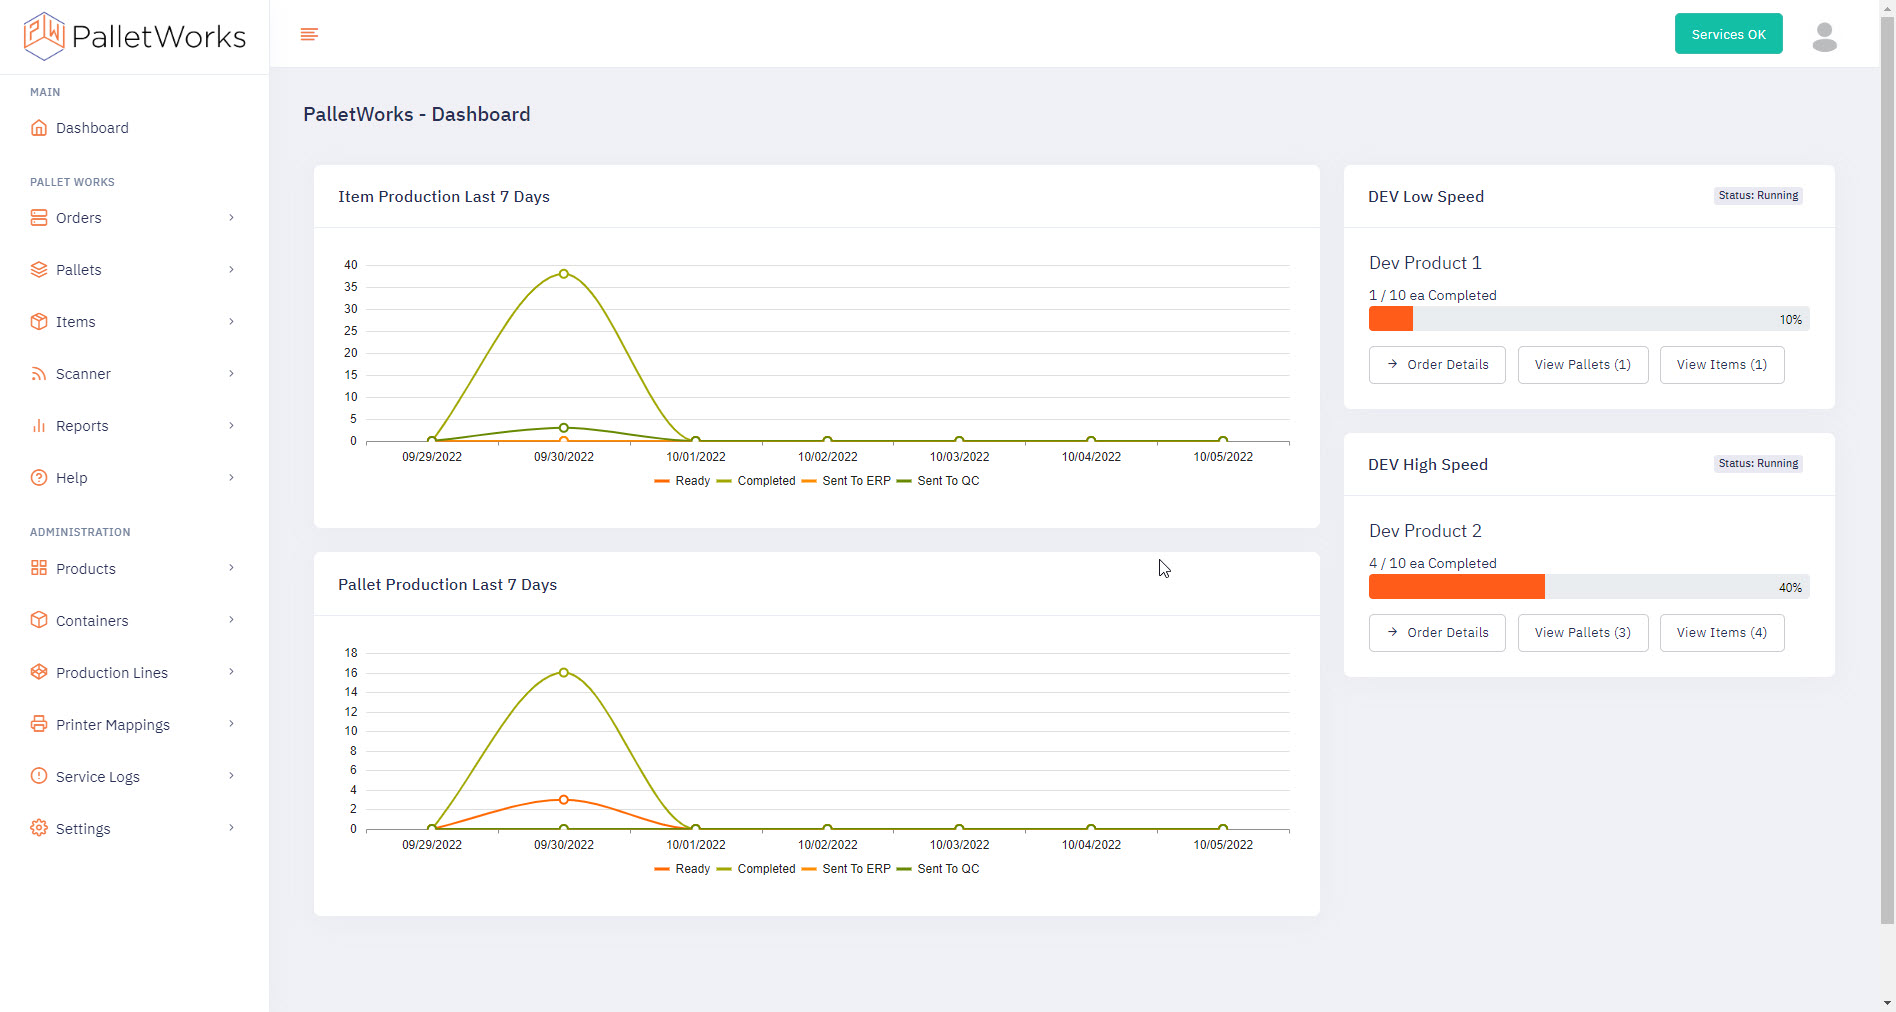 PalletWorks
Services OK
MAIN
Dashboard
PALLET WORKS
Orders
Pallets
Items
Scanner
Reports
Help
ADMINISTRATION
Products
Containers
Production Lines
Printer Mappings
Service Logs
Settings
PalletWorks - Dashboard
Item Production Last 7 Days
40
35
30
25
20
15
10
5
0
09/29/2022 09/30/2022 10/01/2022 10/02/2022 10/03/2022 10/04/2022 10/05/2022
Ready Completed Sent To ERP Sent To QC
Pallet Production Last 7 Days
18
16
14
12
10
8
6
4
2
0
09/29/2022 09/30/2022 10/01/2022 10/02/2022 10/03/2022 10/04/2022 10/05/2022
Ready Completed Sent To ERP Sent To QC
DEV Low Speed Status: Running
Dev Product 1
1 / 10 ea Completed
10%
Order Details View Pallets (1) View Items (1)
DEV High Speed Status: Running
Dev Product 2
4 / 10 ea Completed
40%
Order Details View Pallets (3) View Items (4)